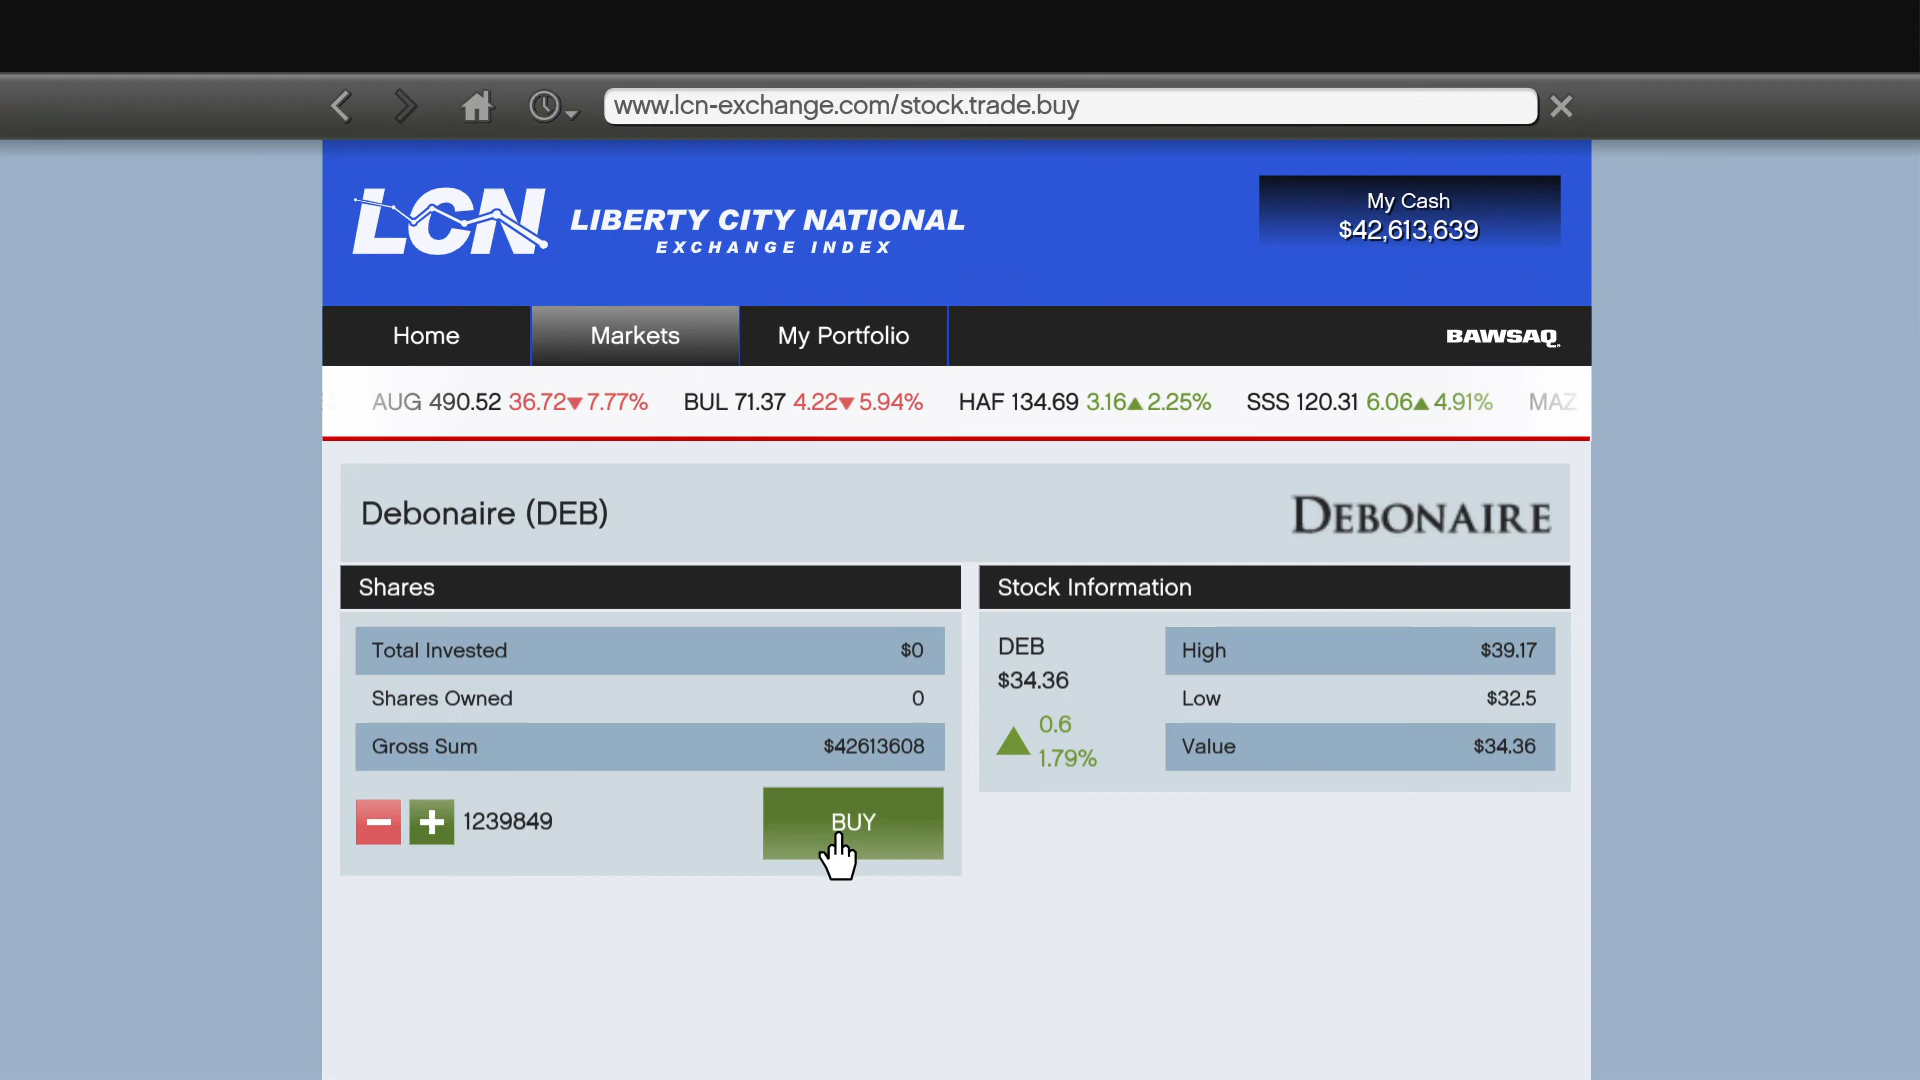 www.lcn-exchange.com/stock.trade.buy
LCN LIBERTY CITY NATIONAL
EXCHANGE INDEX
My Cash
$42,613,639
Home Markets My Portfolio BAWSAQ
AUG 490.52 36.72▼7.77% BUL 71.37 4.22▼5.94% HAF 134.69 3.16▲2.25% SSS 120.31 6.06▲4.91% MAZ
Debonaire (DEB) DEBONAIRE
Shares
Total Invested $0
Shares Owned 0
Gross Sum $42613608
1239849 BUY
Stock Information
DEB
$34.36
0.6
1.79%
High $39.17
Low $32.5
Value $34.36